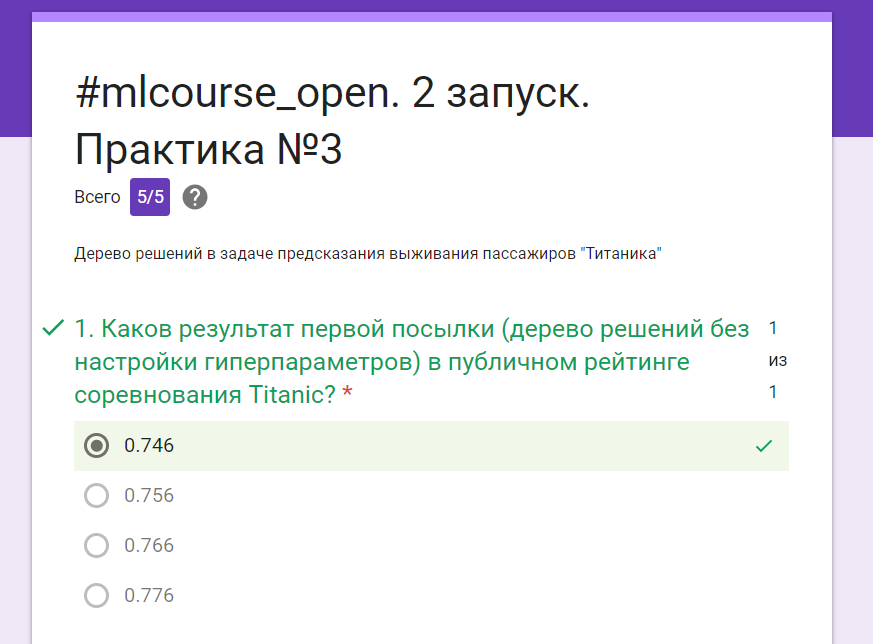 #mlcourse_open. 2 запуск.
Практика №3
Всего 5/5 ?
Дерево решений в задаче предсказания выживания пассажиров "Титаника"
1. Каков результат первой посылки (дерево решений без
настройки гиперпараметров) в публичном рейтинге
соревнования Titanic? *
1
из
1
0.746
0.756
0.766
0.776